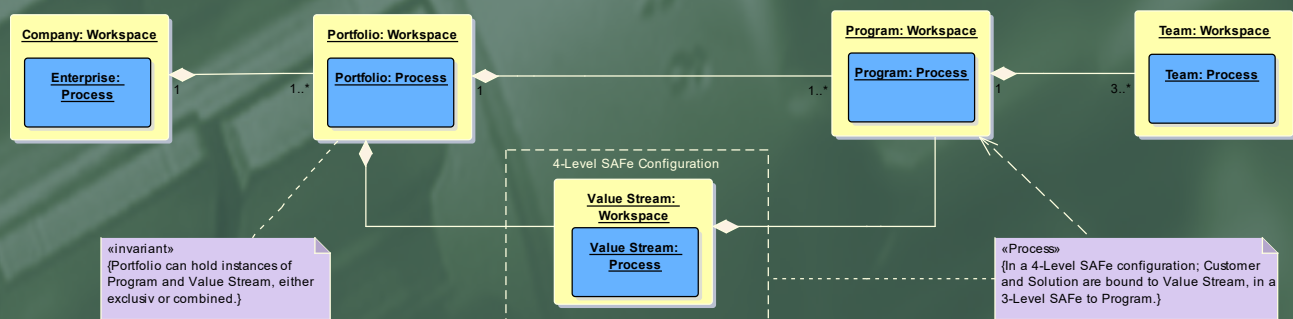 Company: Workspace
Enterprise:
Process
1
1..*
Portfolio: Workspace
Portfolio: Process
1
1..*
Program: Workspace
Program: Process
1
3..*
Team: Workspace
Team: Process
4-Level SAFe Configuration
Value Stream:
Workspace
Value Stream:
Process
«invariant»
{Portfolio can hold instances of
Program and Value Stream, either
exclusiv or combined.}
«Process»
{In a 4-Level SAFe configuration; Customer
and Solution are bound to Value Stream, in a
3-Level SAFe to Program.}